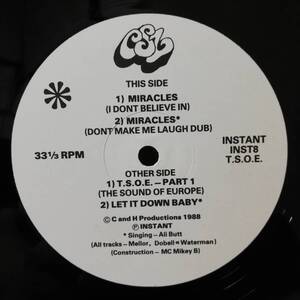 THIS SIDE
1) MIRACLES
(I DONT BELIEVE IN)
2) MIRACLES*
(DONT MAKE ME LAUGH DUB)
33⅓ RPM
INSTANT
INST8
T.S.O.E.
OTHER SIDE
1) T.S.O.E. – PART 1
(THE SOUND OF EUROPE)
2) LET IT DOWN BABY*
© C and H Productions 1988
Ⓟ INSTANT
* Singing – Ali Butt
(All tracks – Mellor, Dobell + Waterman)
(Construction – MC Mikey B)